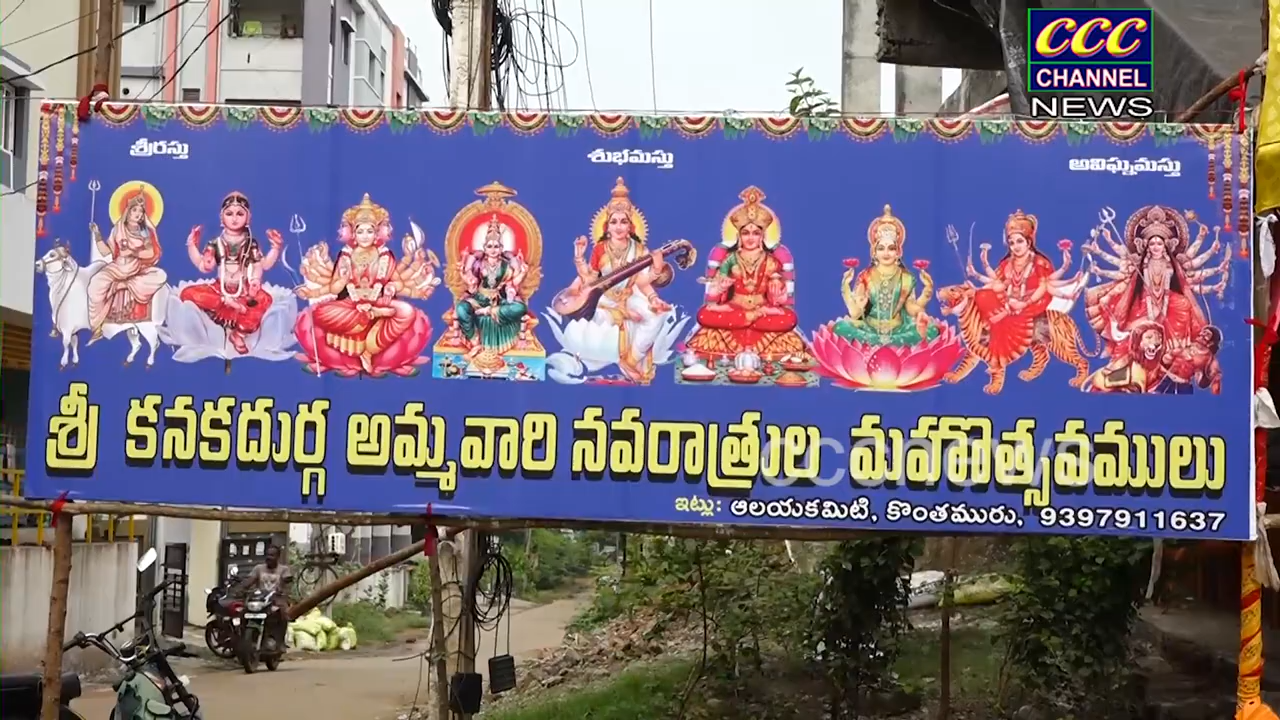 CCC
CHANNEL
NEWS
శ్రీరస్తు శుభమస్తు అవిఘ్నమస్తు
శ్రీ కనకదుర్గ అమ్మవారి నవరాత్రుల మహోత్సవములు
ఇట్లు: ఆలయకమిటి, కొంతమురు, 9397911637